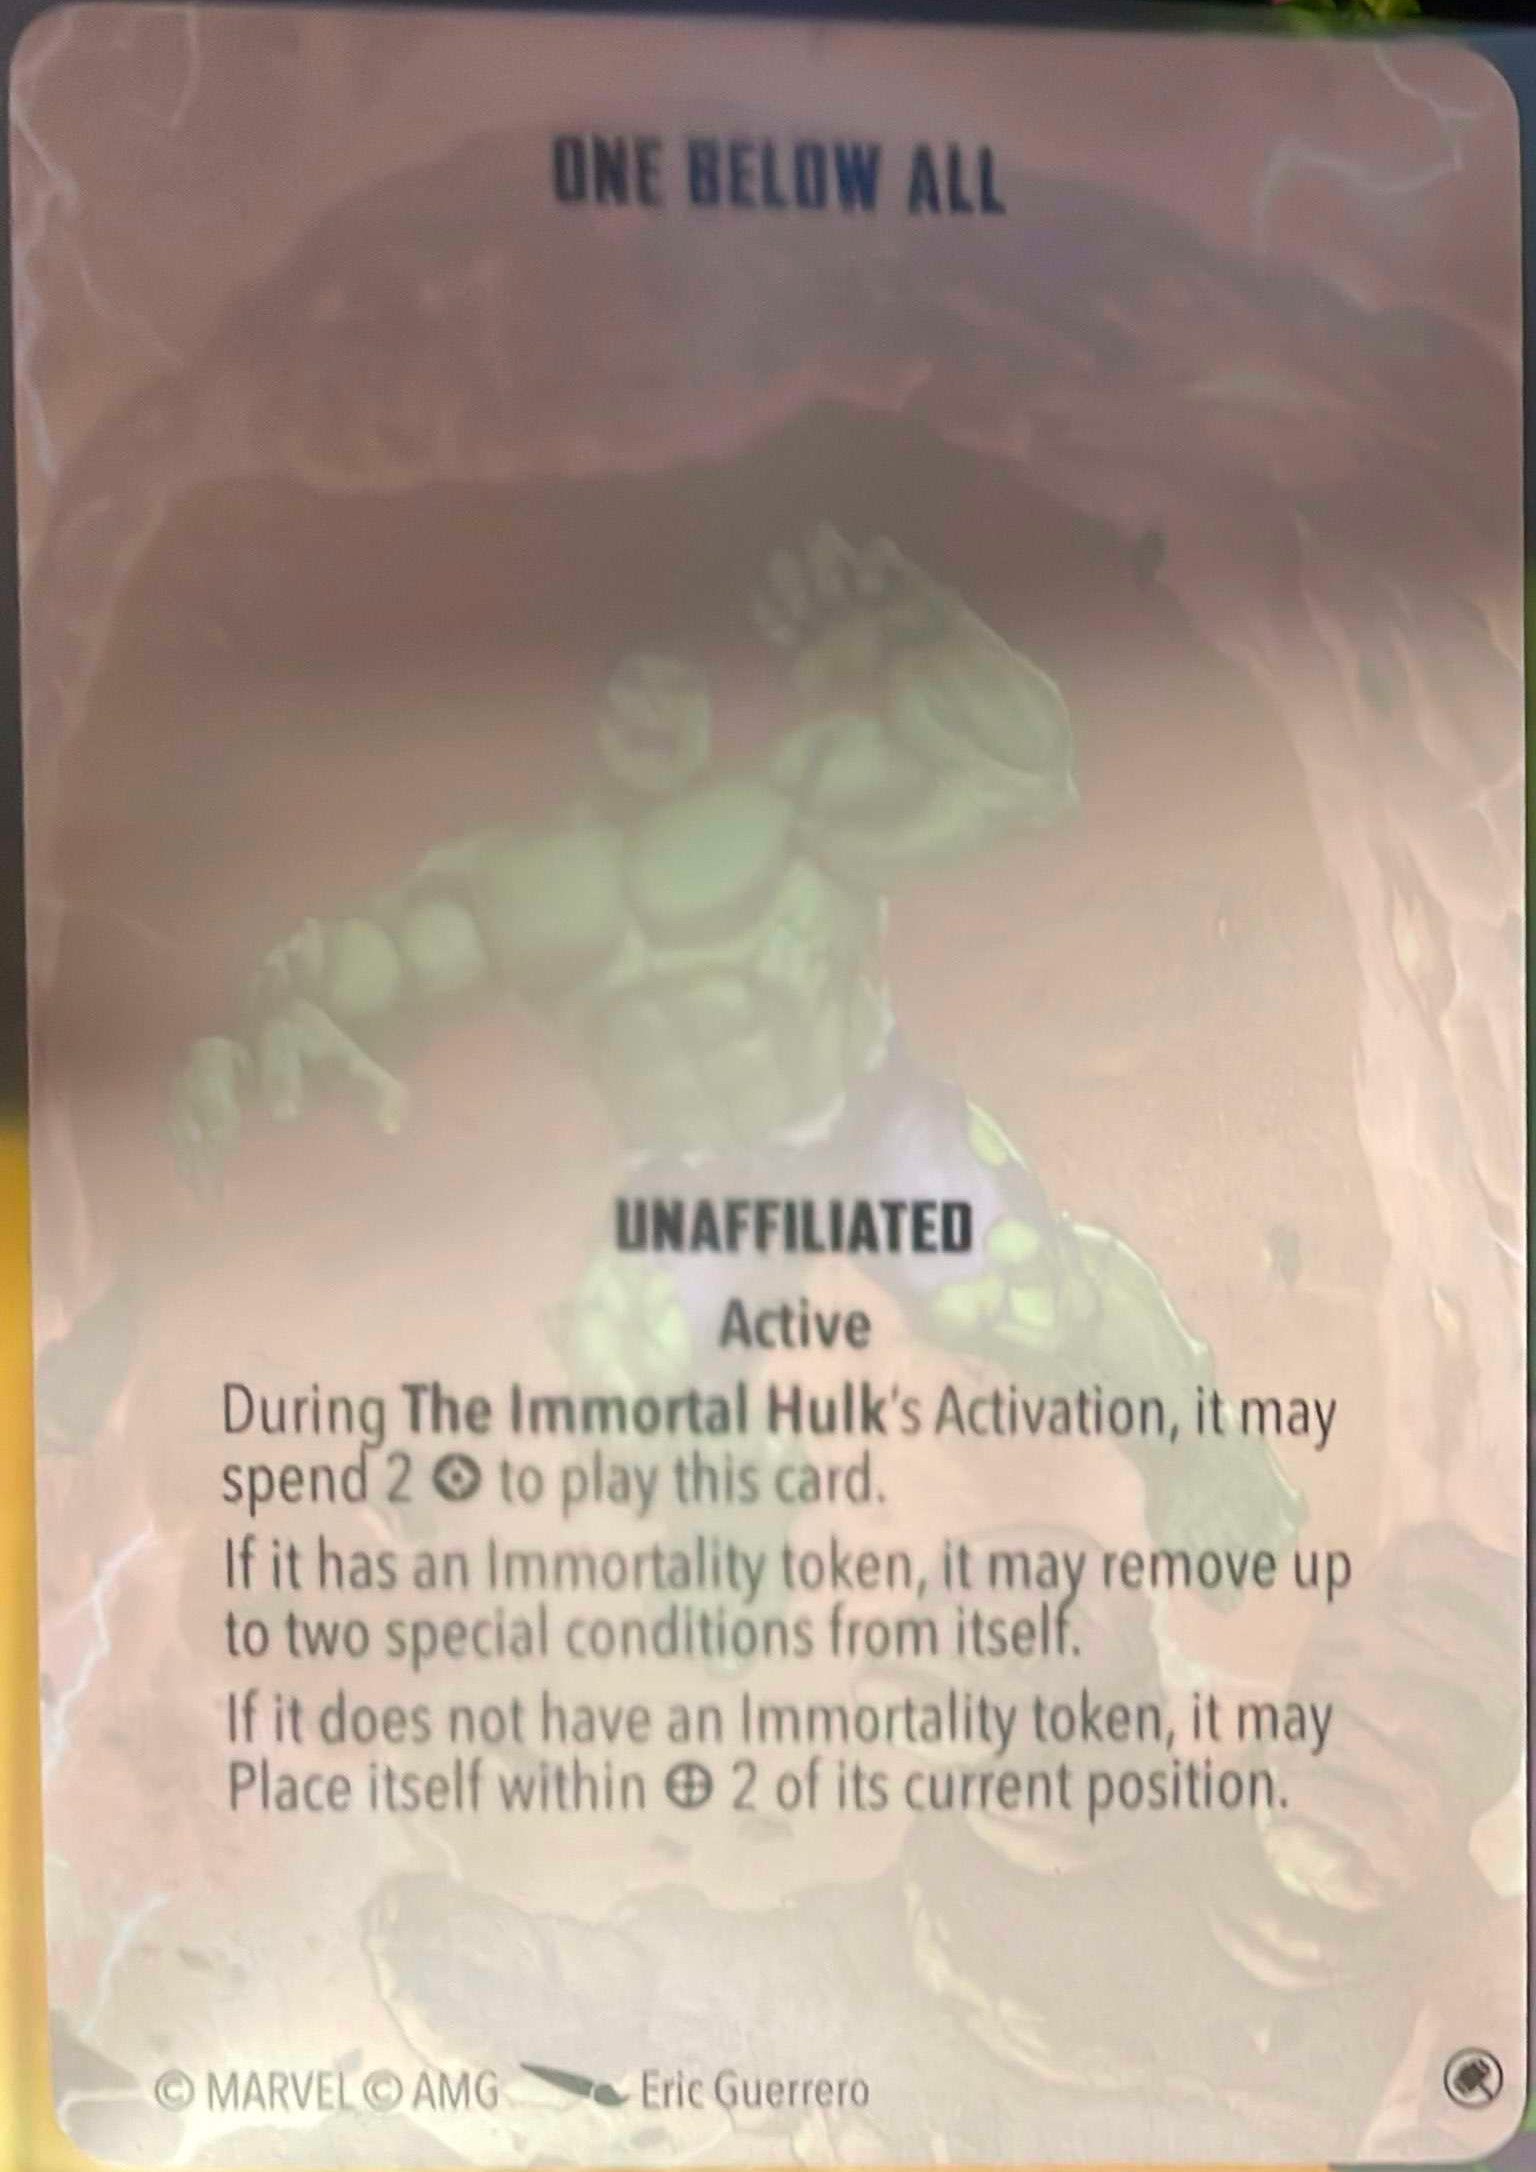 ONE BELOW ALL
UNAFFILIATED
Active
During The Immortal Hulk's Activation, it may
spend 2 to play this card.
If it has an Immortality token, it may remove up
to two special conditions from itself.
If it does not have an Immortality token, it may
Place itself within 2 of its current position.
© MARVEL © AMG Eric Guerrero